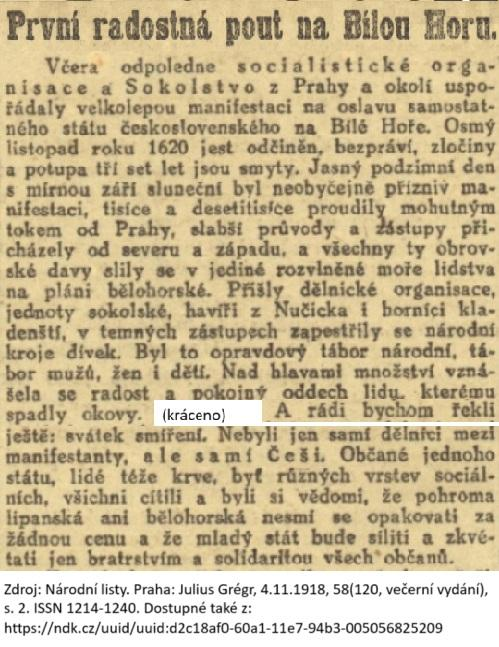 První radostná pout na Bílou Horu.
Včera odpoledne socialistické orga-
nisace a Sokolstvo z Prahy a okolí uspo-
řádaly velkolepou manifestaci na oslavu samostat-
ného státu československého na Bílé Hoře. Osmý
listopad roku 1620 jest odčiněn, bezpráví, zločiny
a potupa tří set let jsou smyty. Jasný podzimní den
s mírnou září sluneční byl neobyčejně přízniv ma-
nifestaci, tisíce a desetitisíce proudily mohutným
tokem od Prahy, slabší průvody a zástupy při-
cházely od severu a západu, a všechny ty obrov-
ské davy slily se v jediné rozvlněné moře lidstva
na pláni bělohorské. Přišly dělnické organisace,
jednoty sokolské, havíři z Nučicka i horníci kla-
denští, v temných zástupech zapestřily se národní
kroje dívek. Byl to opravdový tábor národní, tá-
bor mužů, žen i dětí. Nad hlavami množství vzná-
šela se radost a pokojný oddech lidu, kterému
spadly okovy. (kráceno) A rádi bychom řekli
ještě: svátek smíření. Nebyli jen samí dělníci mezi
manifestanty, ale samí Češi. Občané jednoho
státu, lidé téže krve, byť různých vrstev sociál-
ních, všichni cítili a byli si vědomi, že pohroma
lipanská ani bělohorská nesmí se opakovati za
žádnou cenu a že mladý stát bude síliti a zkvé-
tati jen bratrstvím a solidaritou všech občanů.
Zdroj: Národní listy. Praha: Julius Grégr, 4.11.1918, 58(120, večerní vydání),
s. 2. ISSN 1214-1240. Dostupné také z:
https://ndk.cz/uuid/uuid:d2c18af0-60a1-11e7-94b3-005056825209